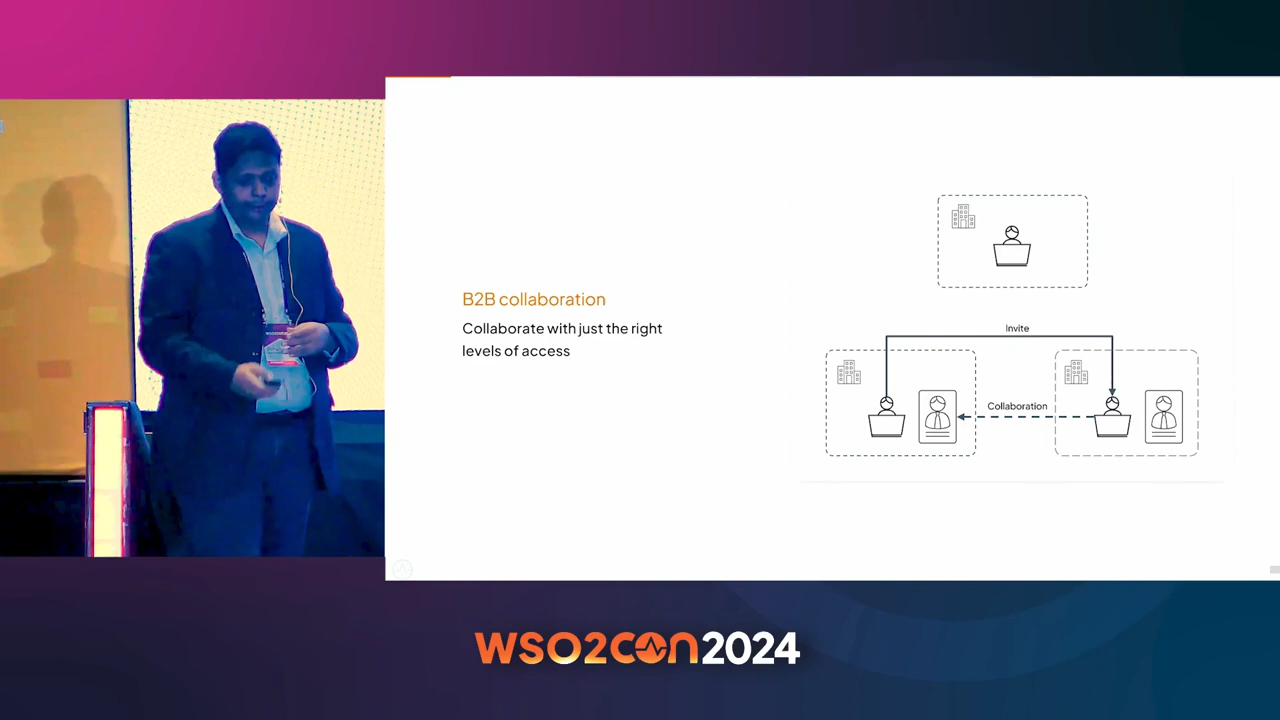 B2B collaboration
Collaborate with just the right
levels of access
Invite
Collaboration
WSO2CON2024